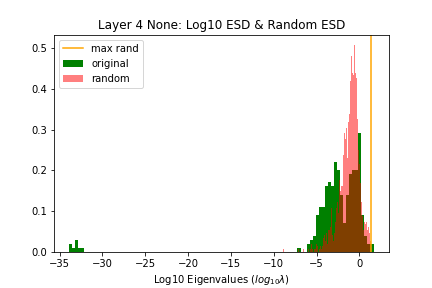 Layer 4 None: Log10 ESD & Random ESD
max rand
original
random
0.5
0.4
0.3
0.2
0.1
0.0
−35 −30 −25 −20 −15 −10 −5 0
Log10 Eigenvalues (log10λ)